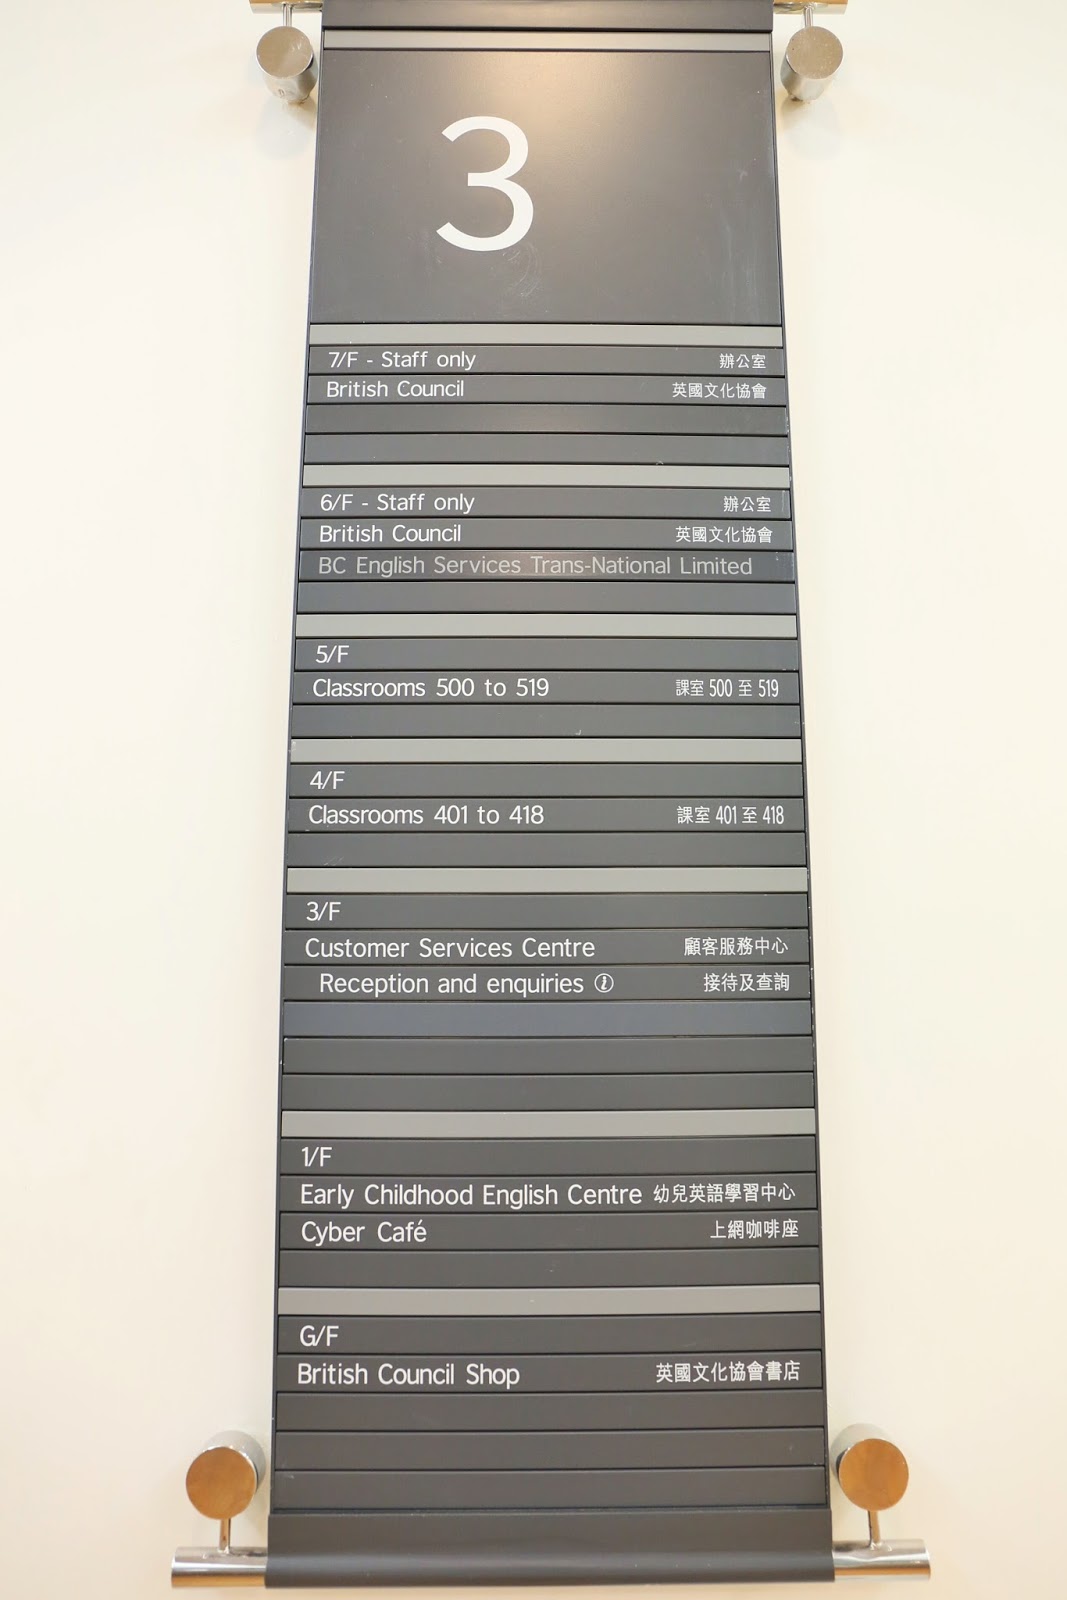 3
7/F - Staff only 辦公室
British Council 英國文化協會
6/F - Staff only 辦公室
British Council 英國文化協會
BC English Services Trans-National Limited
5/F
Classrooms 500 to 519 課室 500 至 519
4/F
Classrooms 401 to 418 課室 401 至 418
3/F
Customer Services Centre 顧客服務中心
Reception and enquiries i 接待及查詢
1/F
Early Childhood English Centre 幼兒英語學習中心
Cyber Café 上網咖啡座
G/F
British Council Shop 英國文化協會書店